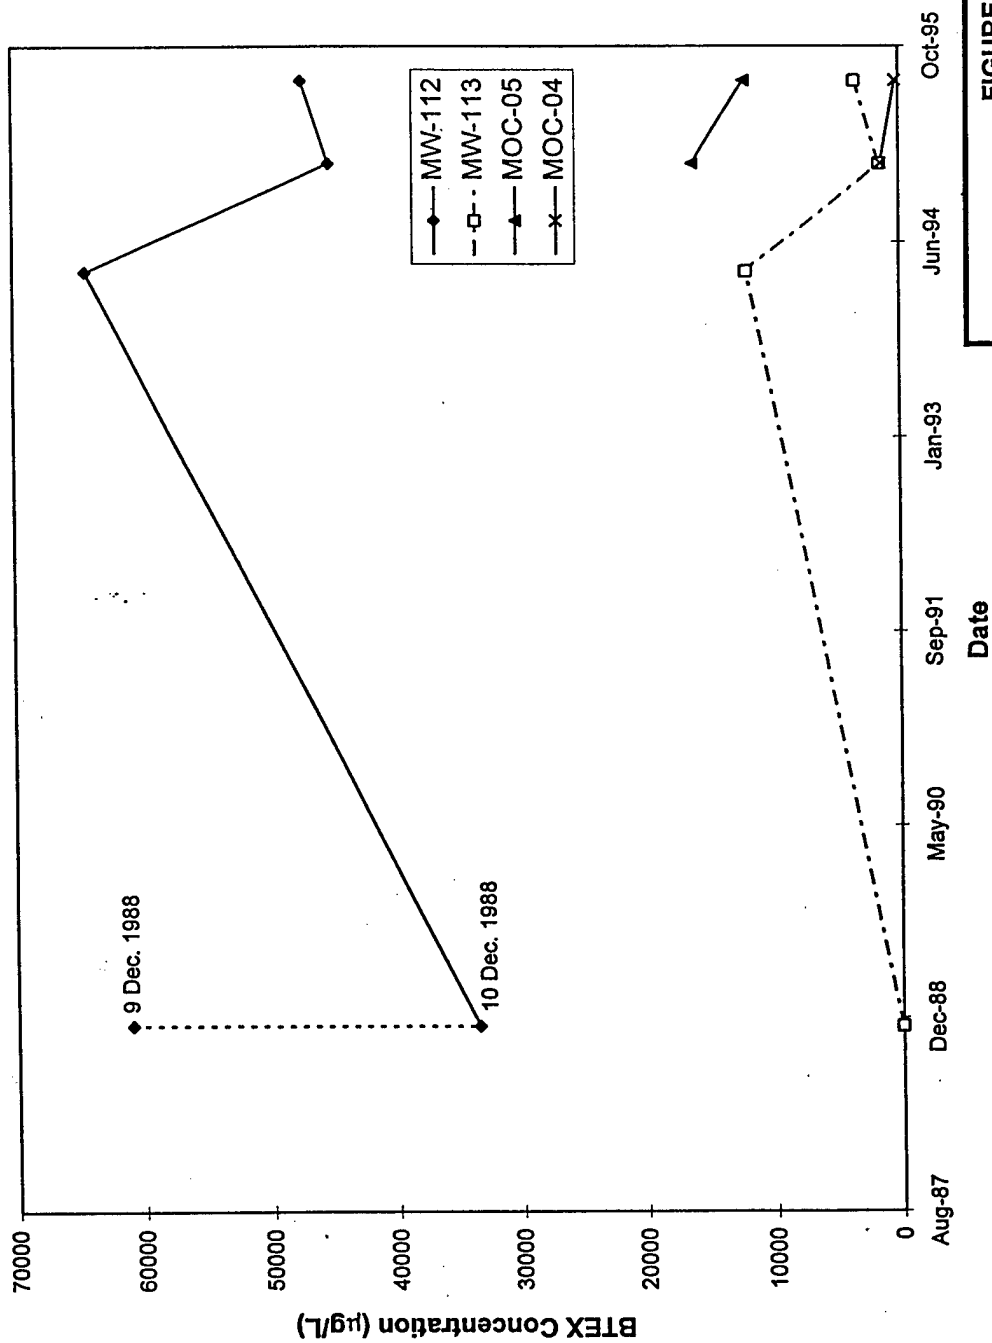 BTEX Concentration (µg/L)
70000
60000
50000
40000
30000
20000
10000
0
9 Dec. 1988
10 Dec. 1988
MW-112
MW-113
MOC-05
MOC-04
Aug-87
Dec-88
May-90
Sep-91
Jan-93
Jun-94
Oct-95
Date
FIGURE